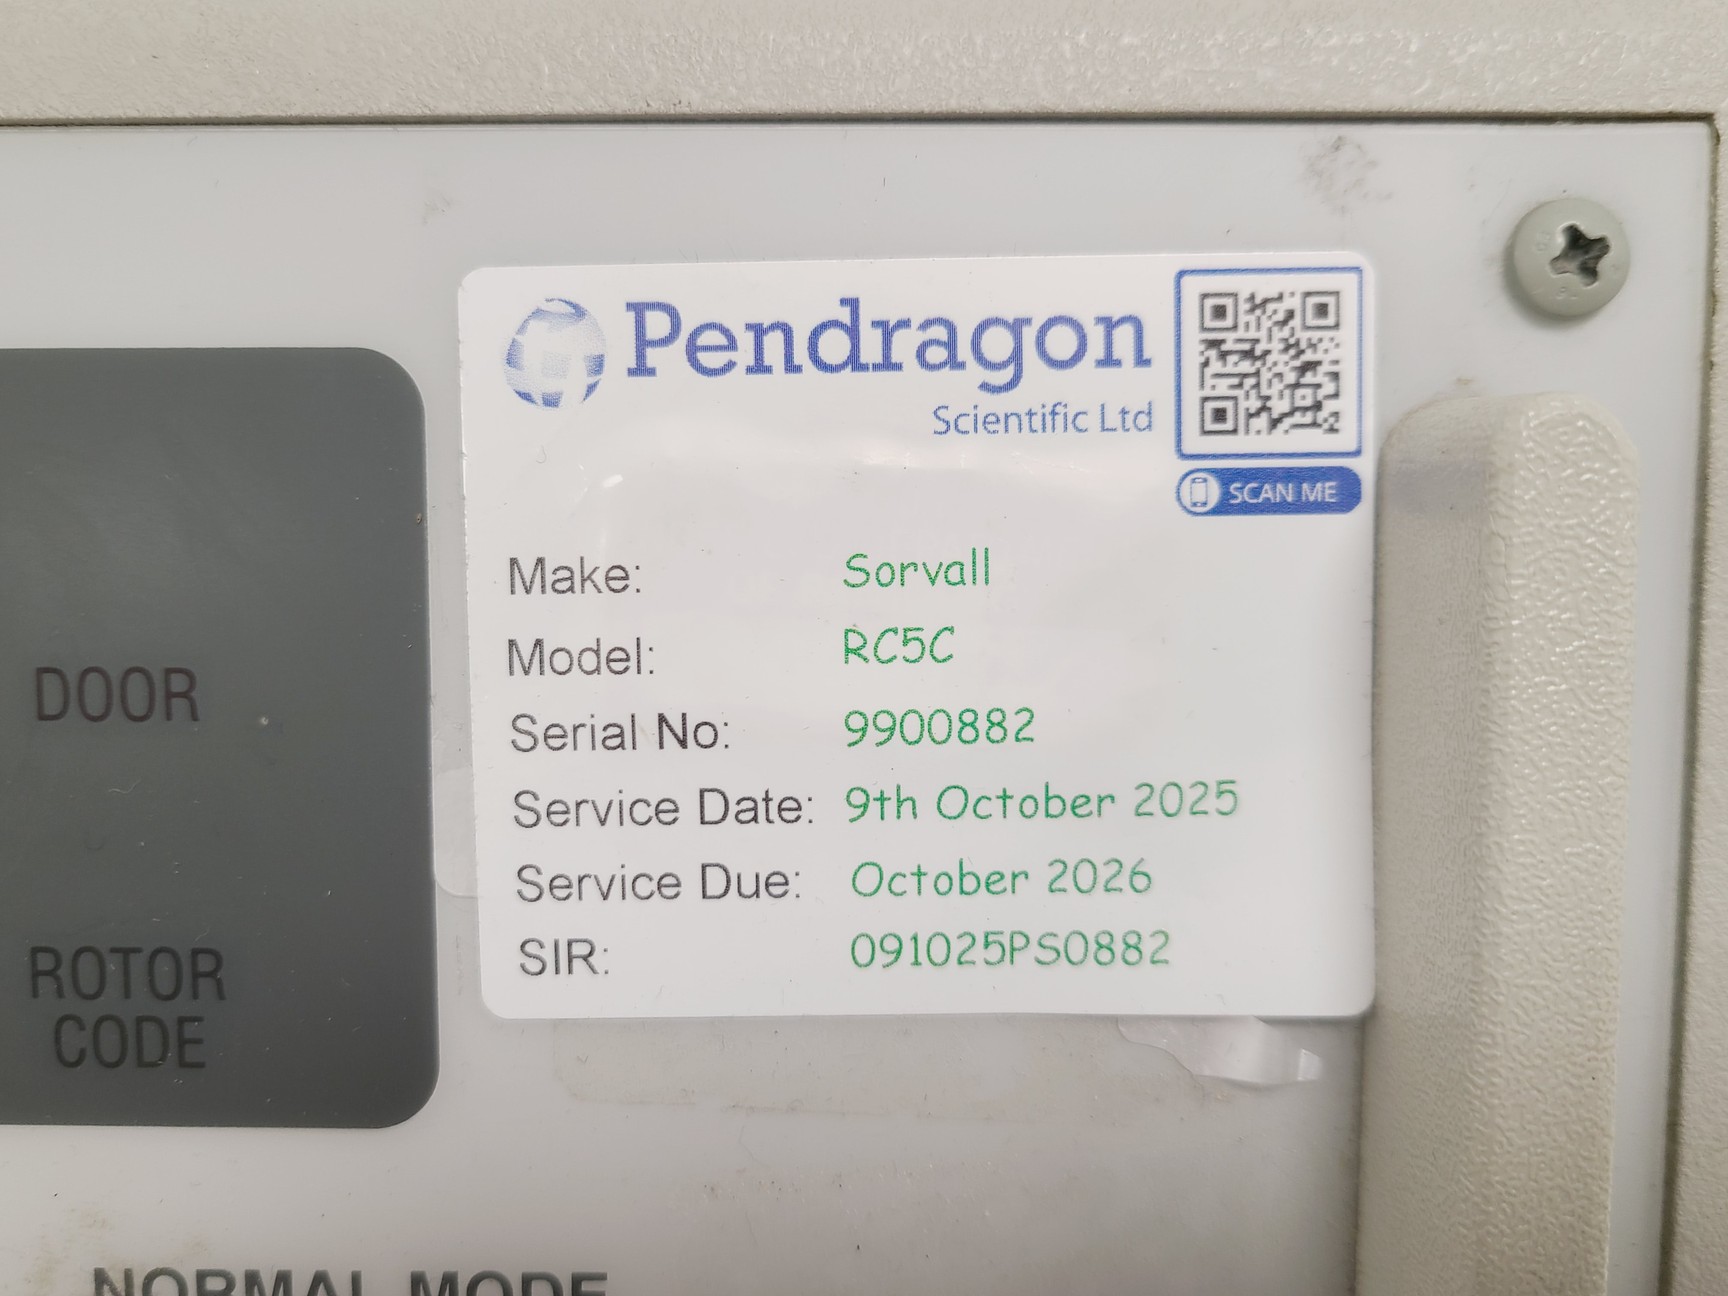 Pendragon
Scientific Ltd
SCAN ME
Make: Sorvall
Model: RC5C
Serial No: 9900882
Service Date: 9th October 2025
Service Due: October 2026
SIR: 091025PS0882
DOOR
ROTOR
CODE
NORMAL MODE